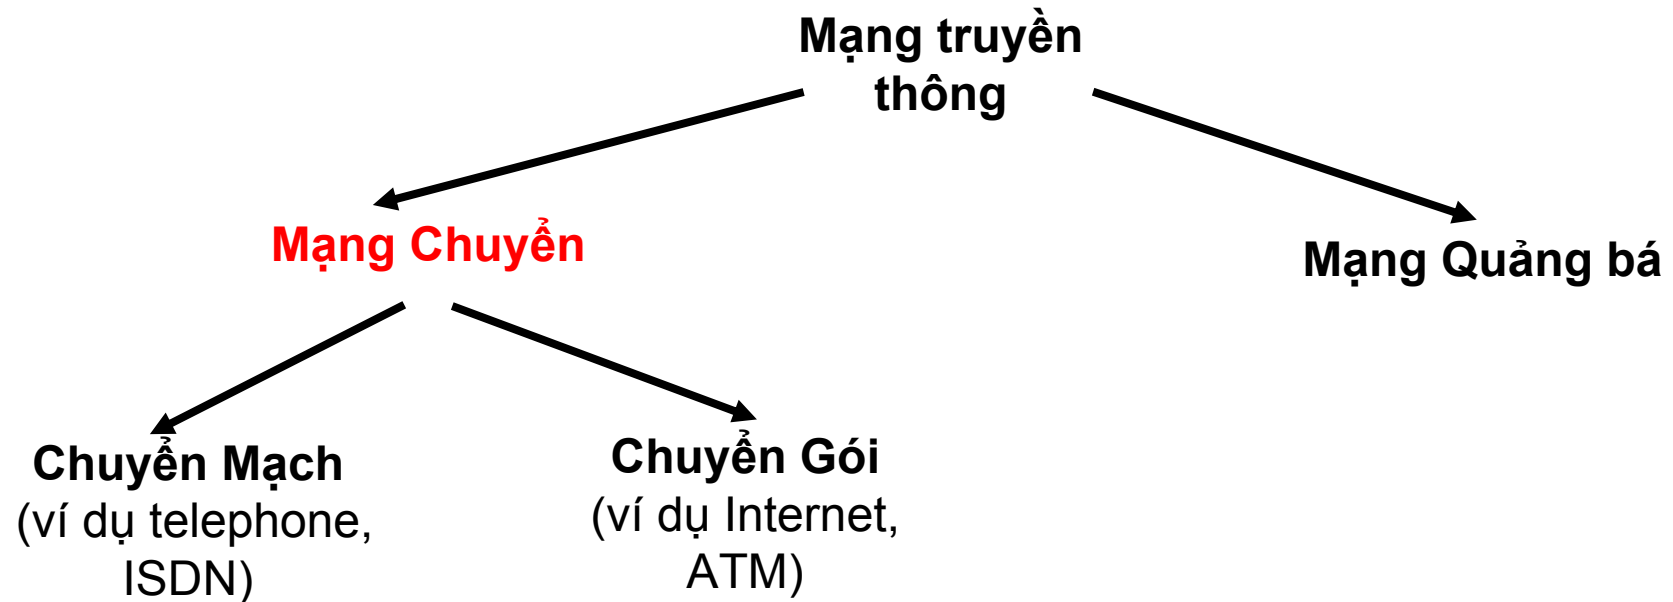 Mạng truyền
thông
Mạng Chuyển
Mạng Quảng bá
Chuyển Mạch
(ví dụ telephone,
ISDN)
Chuyển Gói
(ví dụ Internet,
ATM)